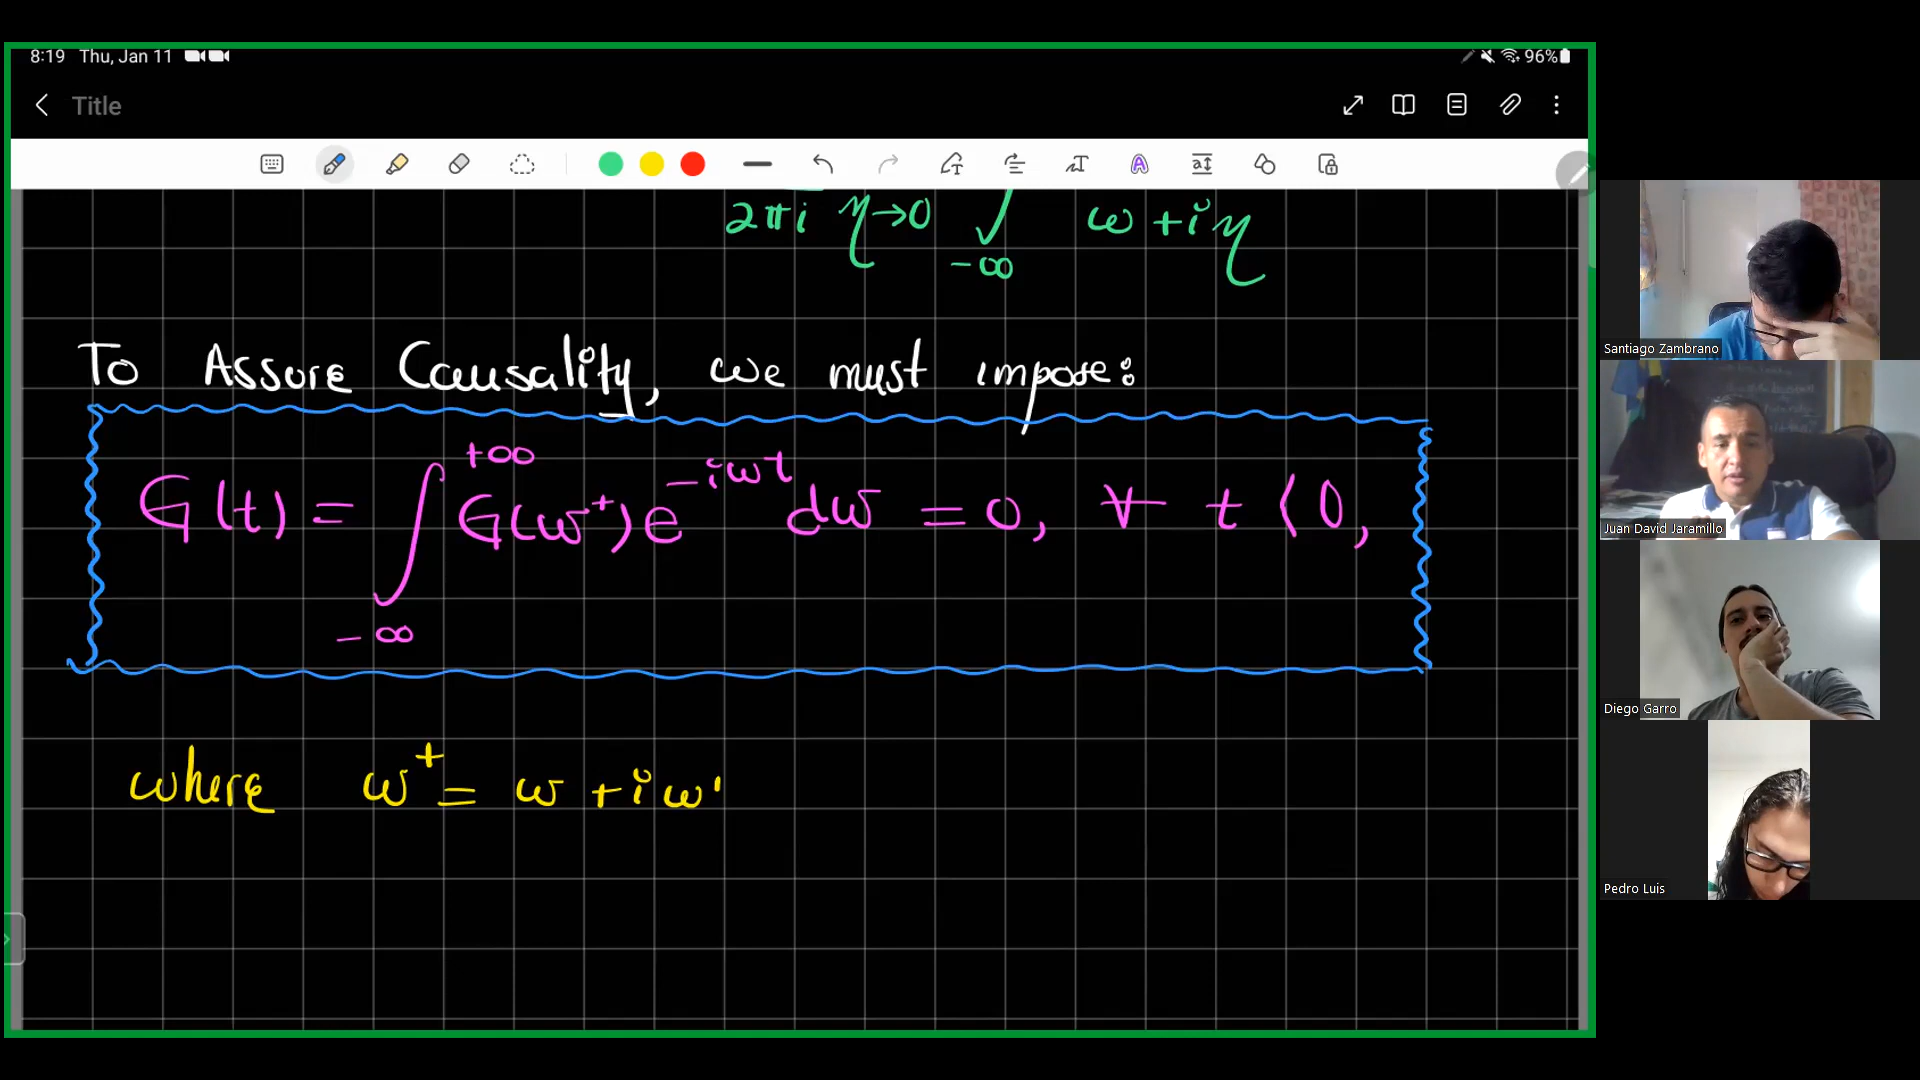 8:19 Thu, Jan 11
96%
Title
2πi η→0 ∫ ω + iη
-∞
To Assure Causality, we must impose:
G(t) = ∫_{-∞}^{+∞} G(ω⁺) e^{-iωt} dω = 0, ∀ t < 0,
where ω⁺ = ω + iω'
Santiago Zambrano
Juan David Jaramillo
Diego Garro
Pedro Luis